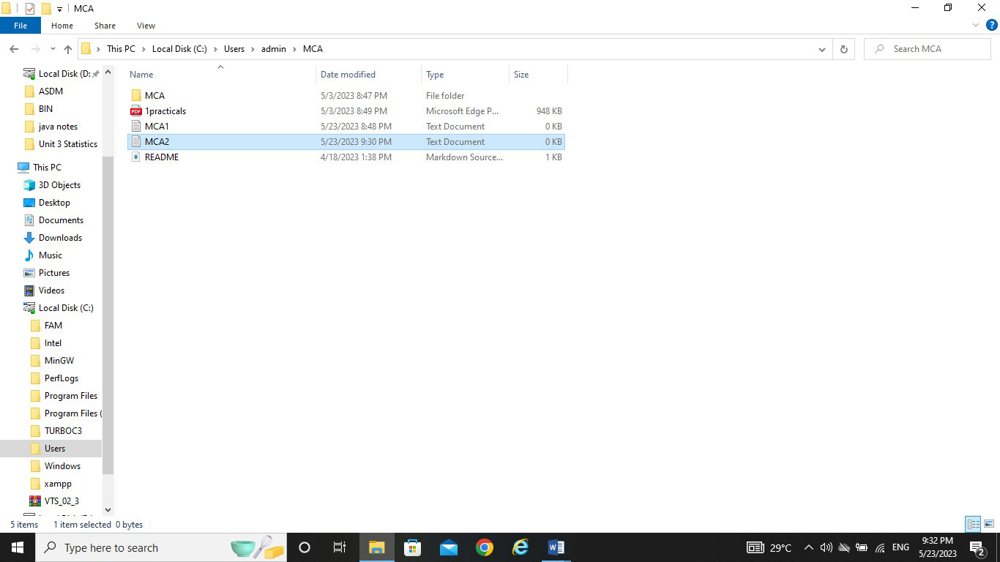 MCA
File Home Share View
This PC Local Disk (C:) Users admin MCA
Search MCA
Name Date modified Type Size
MCA 5/3/2023 8:47 PM File folder
1practicals 5/3/2023 8:49 PM Microsoft Edge P... 948 KB
MCA1 5/23/2023 8:48 PM Text Document 0 KB
MCA2 5/23/2023 9:30 PM Text Document 0 KB
README 4/18/2023 1:38 PM Markdown Source... 1 KB
Local Disk (D:
ASDM
BIN
java notes
Unit 3 Statistics
This PC
3D Objects
Desktop
Documents
Downloads
Music
Pictures
Videos
Local Disk (C:)
FAM
Intel
MinGW
PerfLogs
Program Files
Program Files (
TURBOC3
Users
Windows
xampp
VTS_02_3
5 items 1 item selected 0 bytes
Type here to search
29°C ENG
9:32 PM
5/23/2023
2